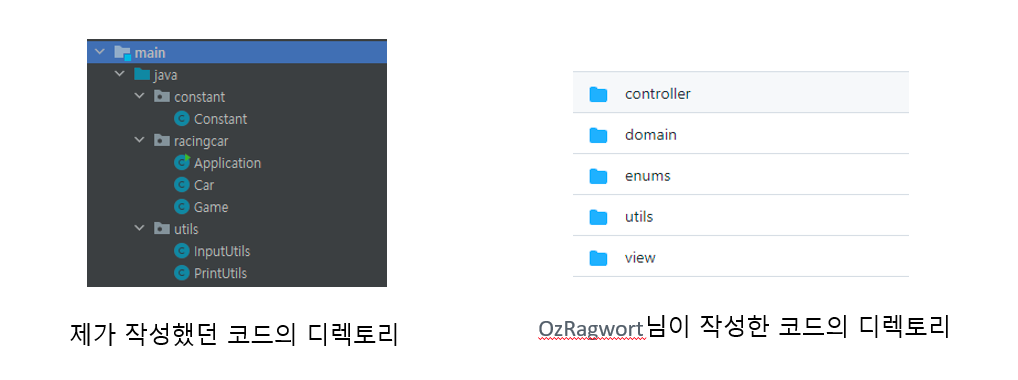 main
java
constant
Constant
racingcar
Application
Car
Game
utils
InputUtils
PrintUtils
제가 작성했던 코드의 디렉토리
controller
domain
enums
utils
view
OzRagwort님이 작성한 코드의 디렉토리